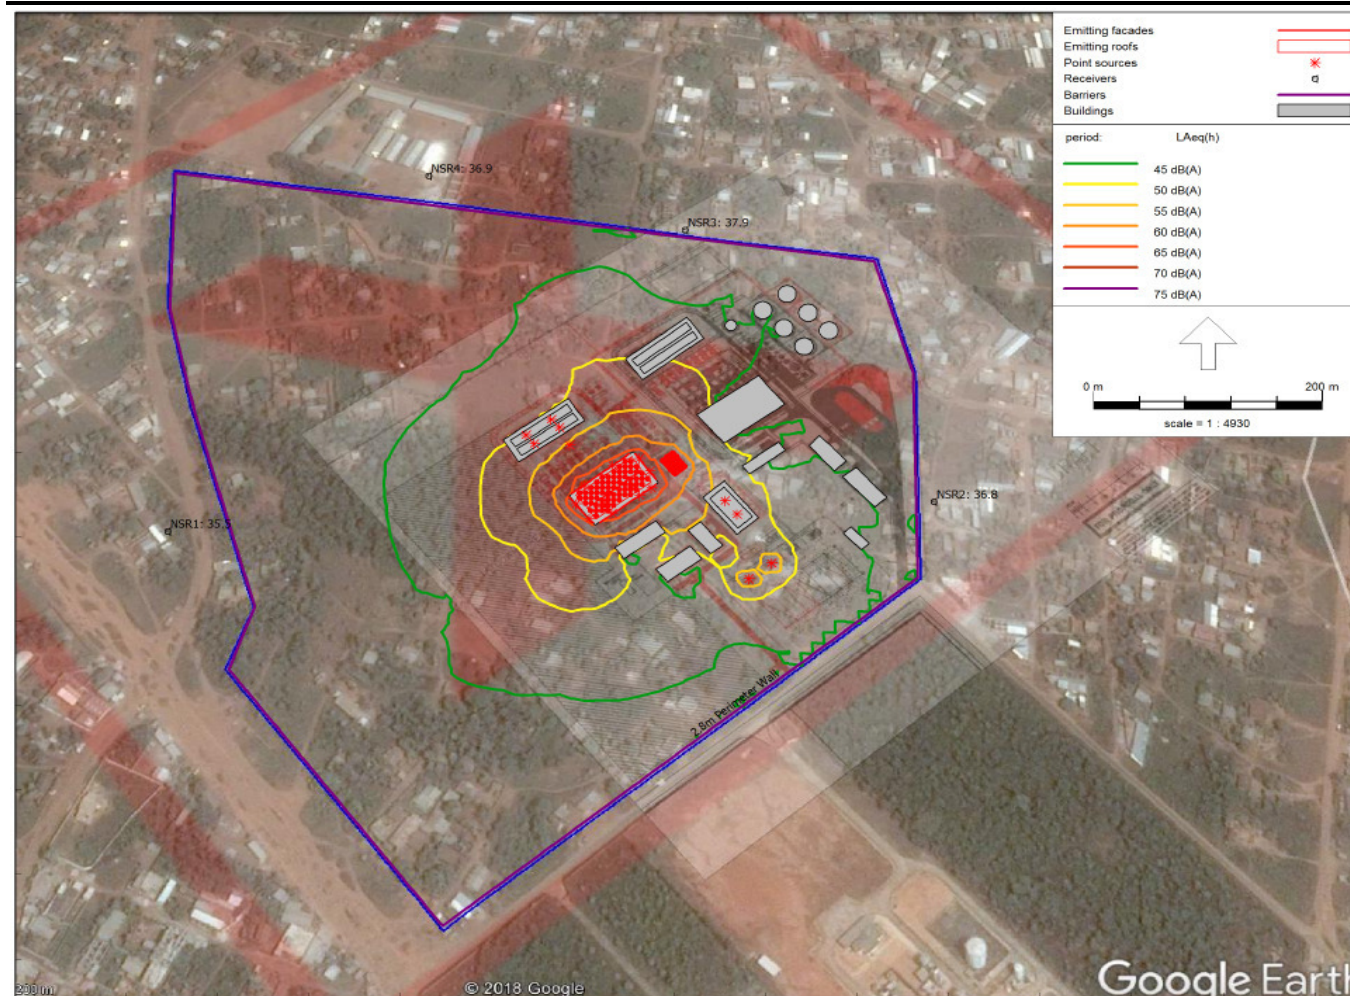 Emitting facades
Emitting roofs
Point sources
Receivers
Barriers
Buildings
period: LAeq(h)
45 dB(A)
50 dB(A)
55 dB(A)
60 dB(A)
65 dB(A)
70 dB(A)
75 dB(A)
0 m 200 m
scale = 1 : 4930
NSR4: 36.9
NSR3: 37.9
NSR2: 36.8
NSR1: 35.5
2.8m Perimeter Wall
© 2018 Google
Google Earth